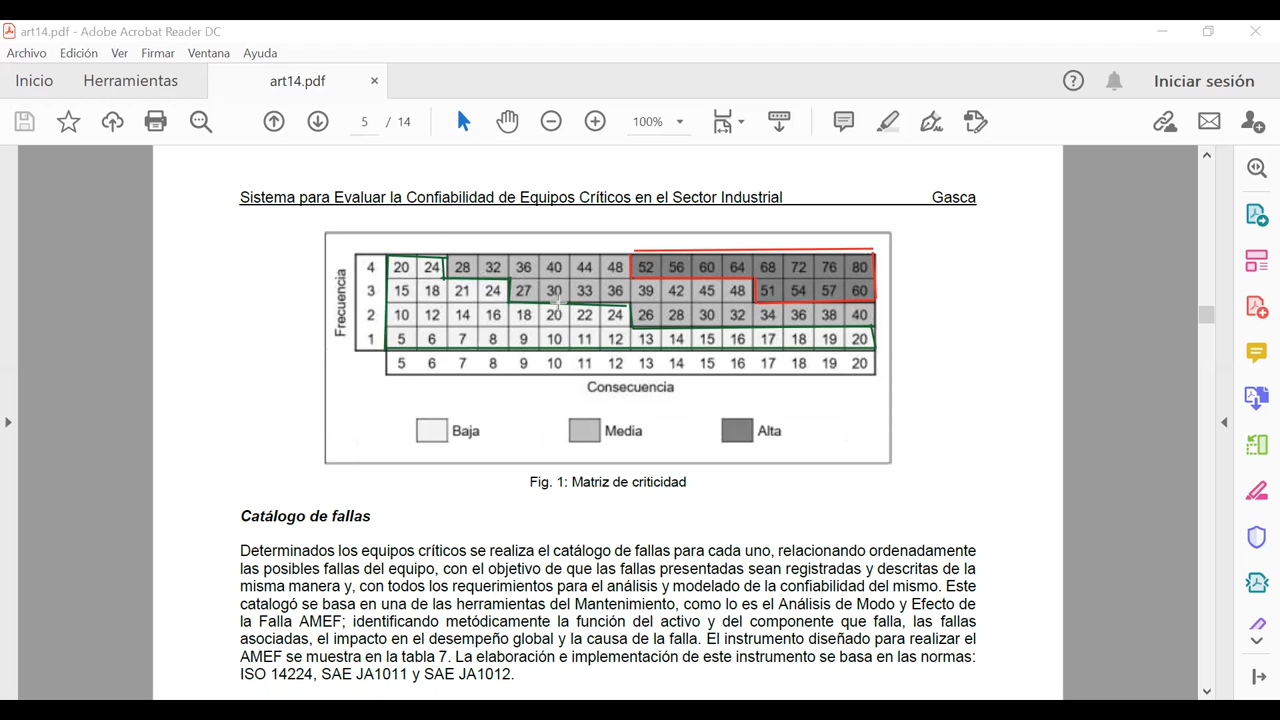 art14.pdf - Adobe Acrobat Reader DC
Archivo Edición Ver Firmar Ventana Ayuda
Inicio Herramientas art14.pdf × Iniciar sesión
5 / 14 100%
Sistema para Evaluar la Confiabilidad de Equipos Críticos en el Sector Industrial Gasca
Frecuencia
4 20 24 28 32 36 40 44 48 52 56 60 64 68 72 76 80
3 15 18 21 24 27 30 33 36 39 42 45 48 51 54 57 60
2 10 12 14 16 18 20 22 24 26 28 30 32 34 36 38 40
1 5 6 7 8 9 10 11 12 13 14 15 16 17 18 19 20
5 6 7 8 9 10 11 12 13 14 15 16 17 18 19 20
Consecuencia
Baja Media Alta
Fig. 1: Matriz de criticidad
Catálogo de fallas
Determinados los equipos críticos se realiza el catálogo de fallas para cada uno, relacionando ordenadamente
las posibles fallas del equipo, con el objetivo de que las fallas presentadas sean registradas y descritas de la
misma manera y, con todos los requerimientos para el análisis y modelado de la confiabilidad del mismo. Este
catalogó se basa en una de las herramientas del Mantenimiento, como lo es el Análisis de Modo y Efecto de
la Falla AMEF; identificando metódicamente la función del activo y del componente que falla, las fallas
asociadas, el impacto en el desempeño global y la causa de la falla. El instrumento diseñado para realizar el
AMEF se muestra en la tabla 7. La elaboración e implementación de este instrumento se basa en las normas:
ISO 14224, SAE JA1011 y SAE JA1012.